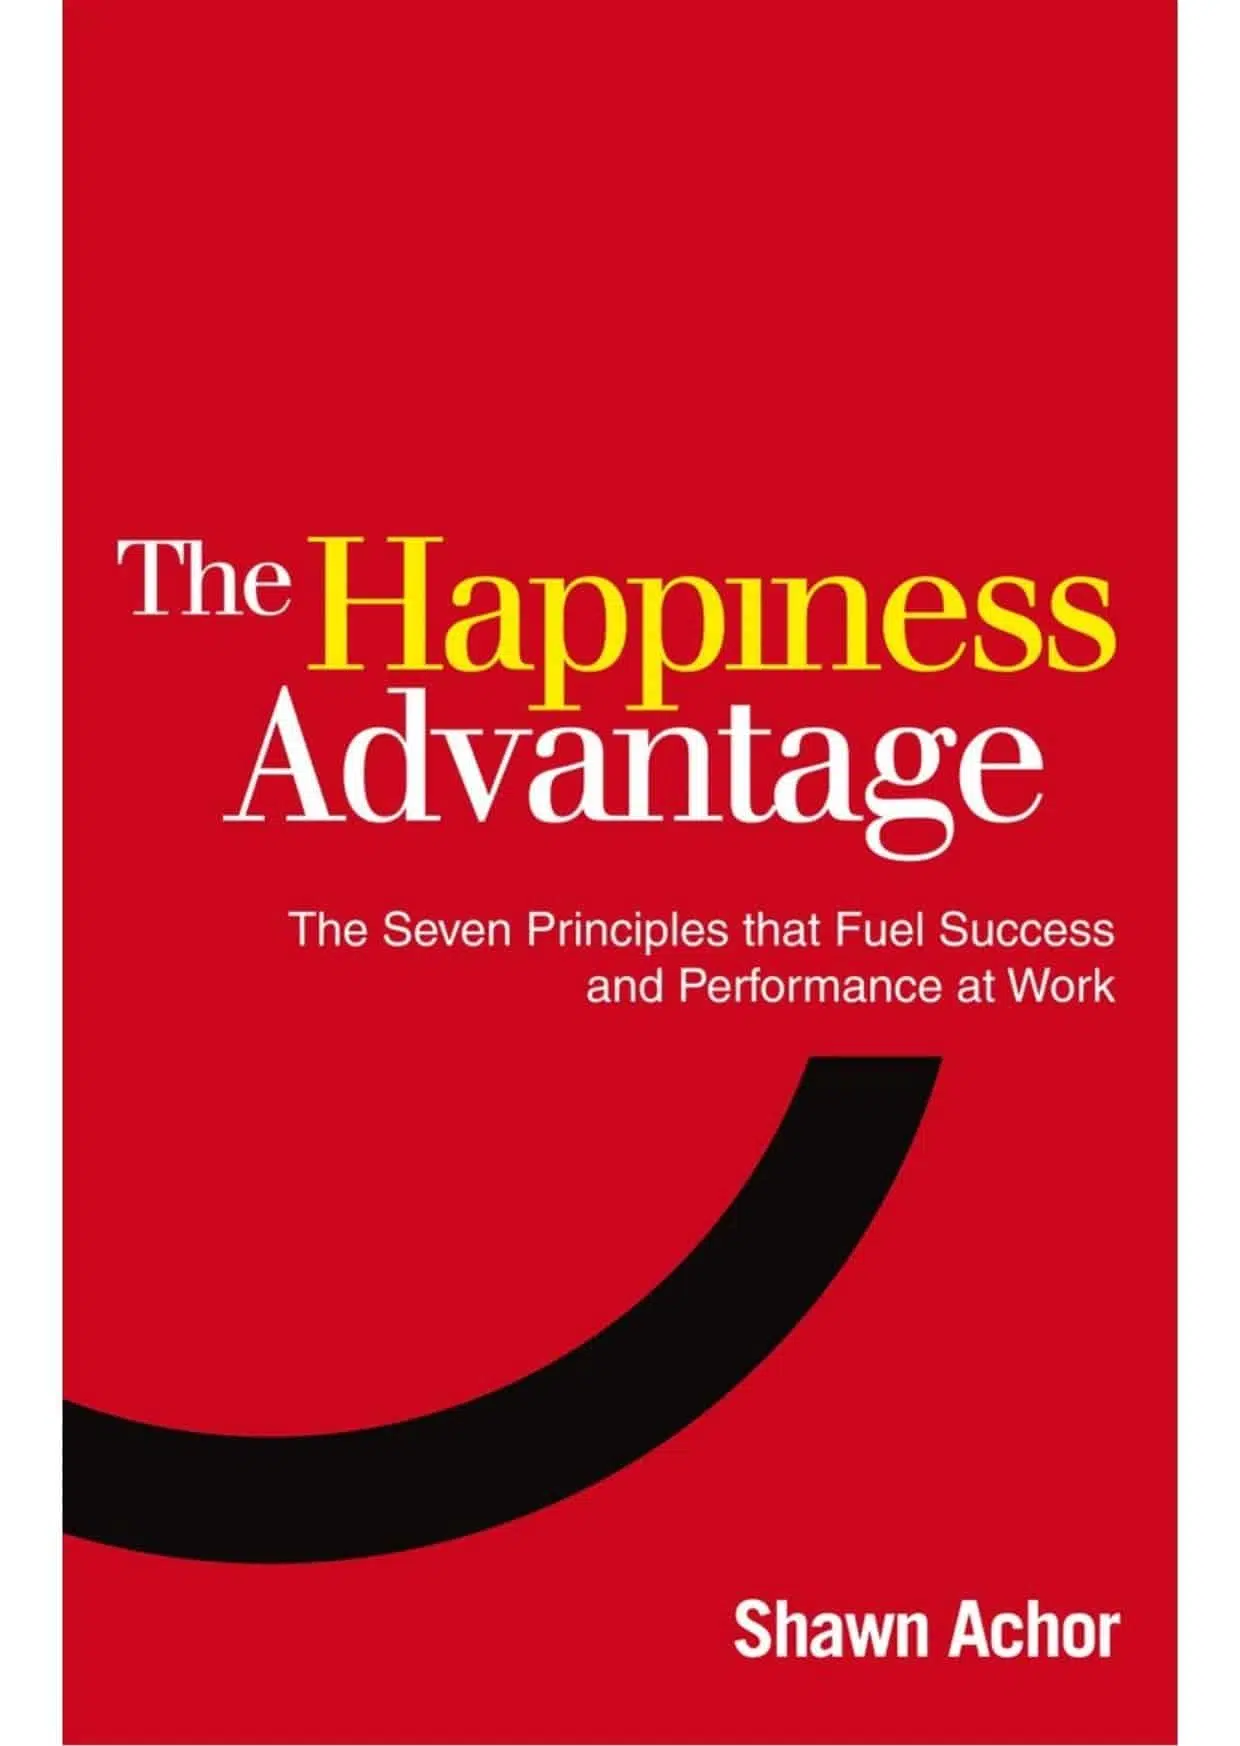 The Happiness
Advantage
The Seven Principles that Fuel Success
and Performance at Work
Shawn Achor